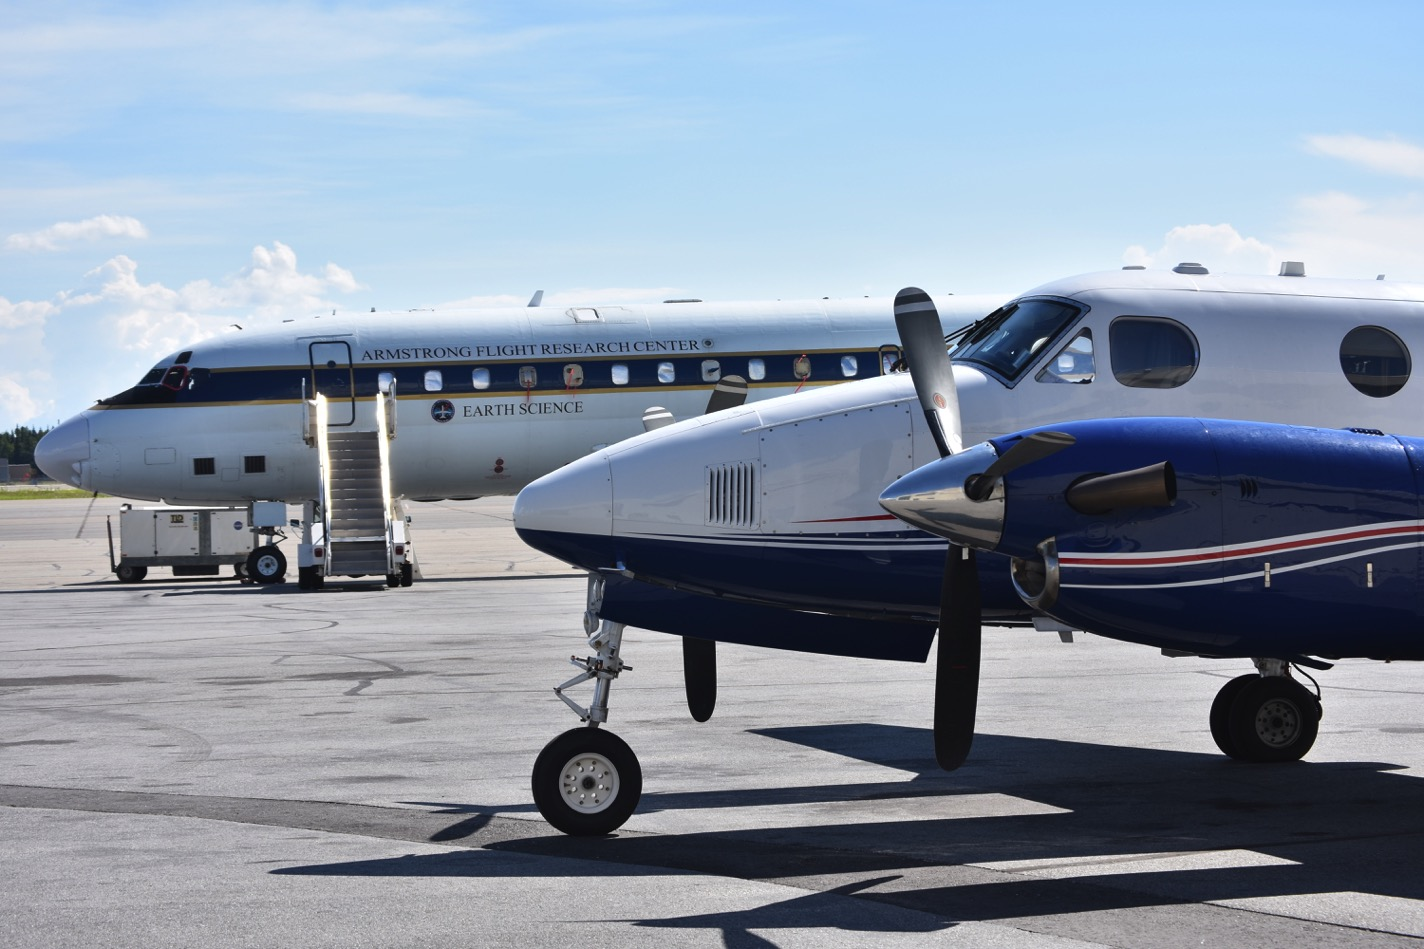 ARMSTRONG FLIGHT RESEARCH CENTER
EARTH SCIENCE